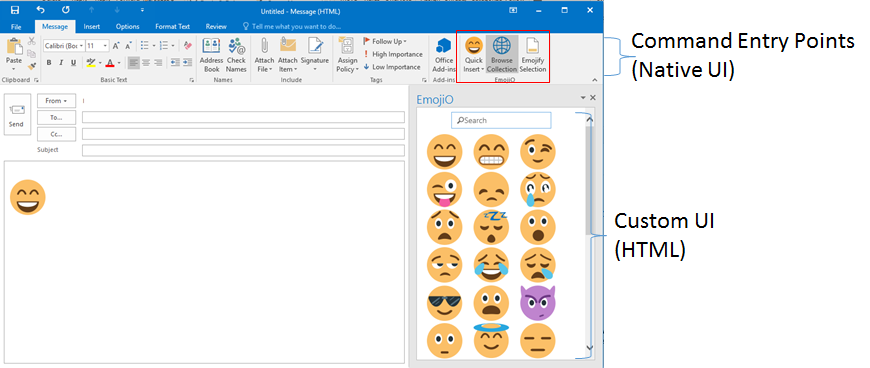 Untitled - Message (HTML)
File Message Insert Options Format Text Review Tell me what you want to do...
Paste
Calibri (Boc 11 A A
B I U A
Clipboard
Basic Text
Address Book
Check Names
Names
Attach File
Attach Item
Signature
Include
Assign Policy
Follow Up
High Importance
Low Importance
Tags
Office Add-ins
Add-ins
Quick Insert
Browse Collection
Emojify Selection
EmojiO
Command Entry Points
(Native UI)
Send
From
To...
Cc...
Subject
EmojiO
Search
ZZZ
Custom UI
(HTML)